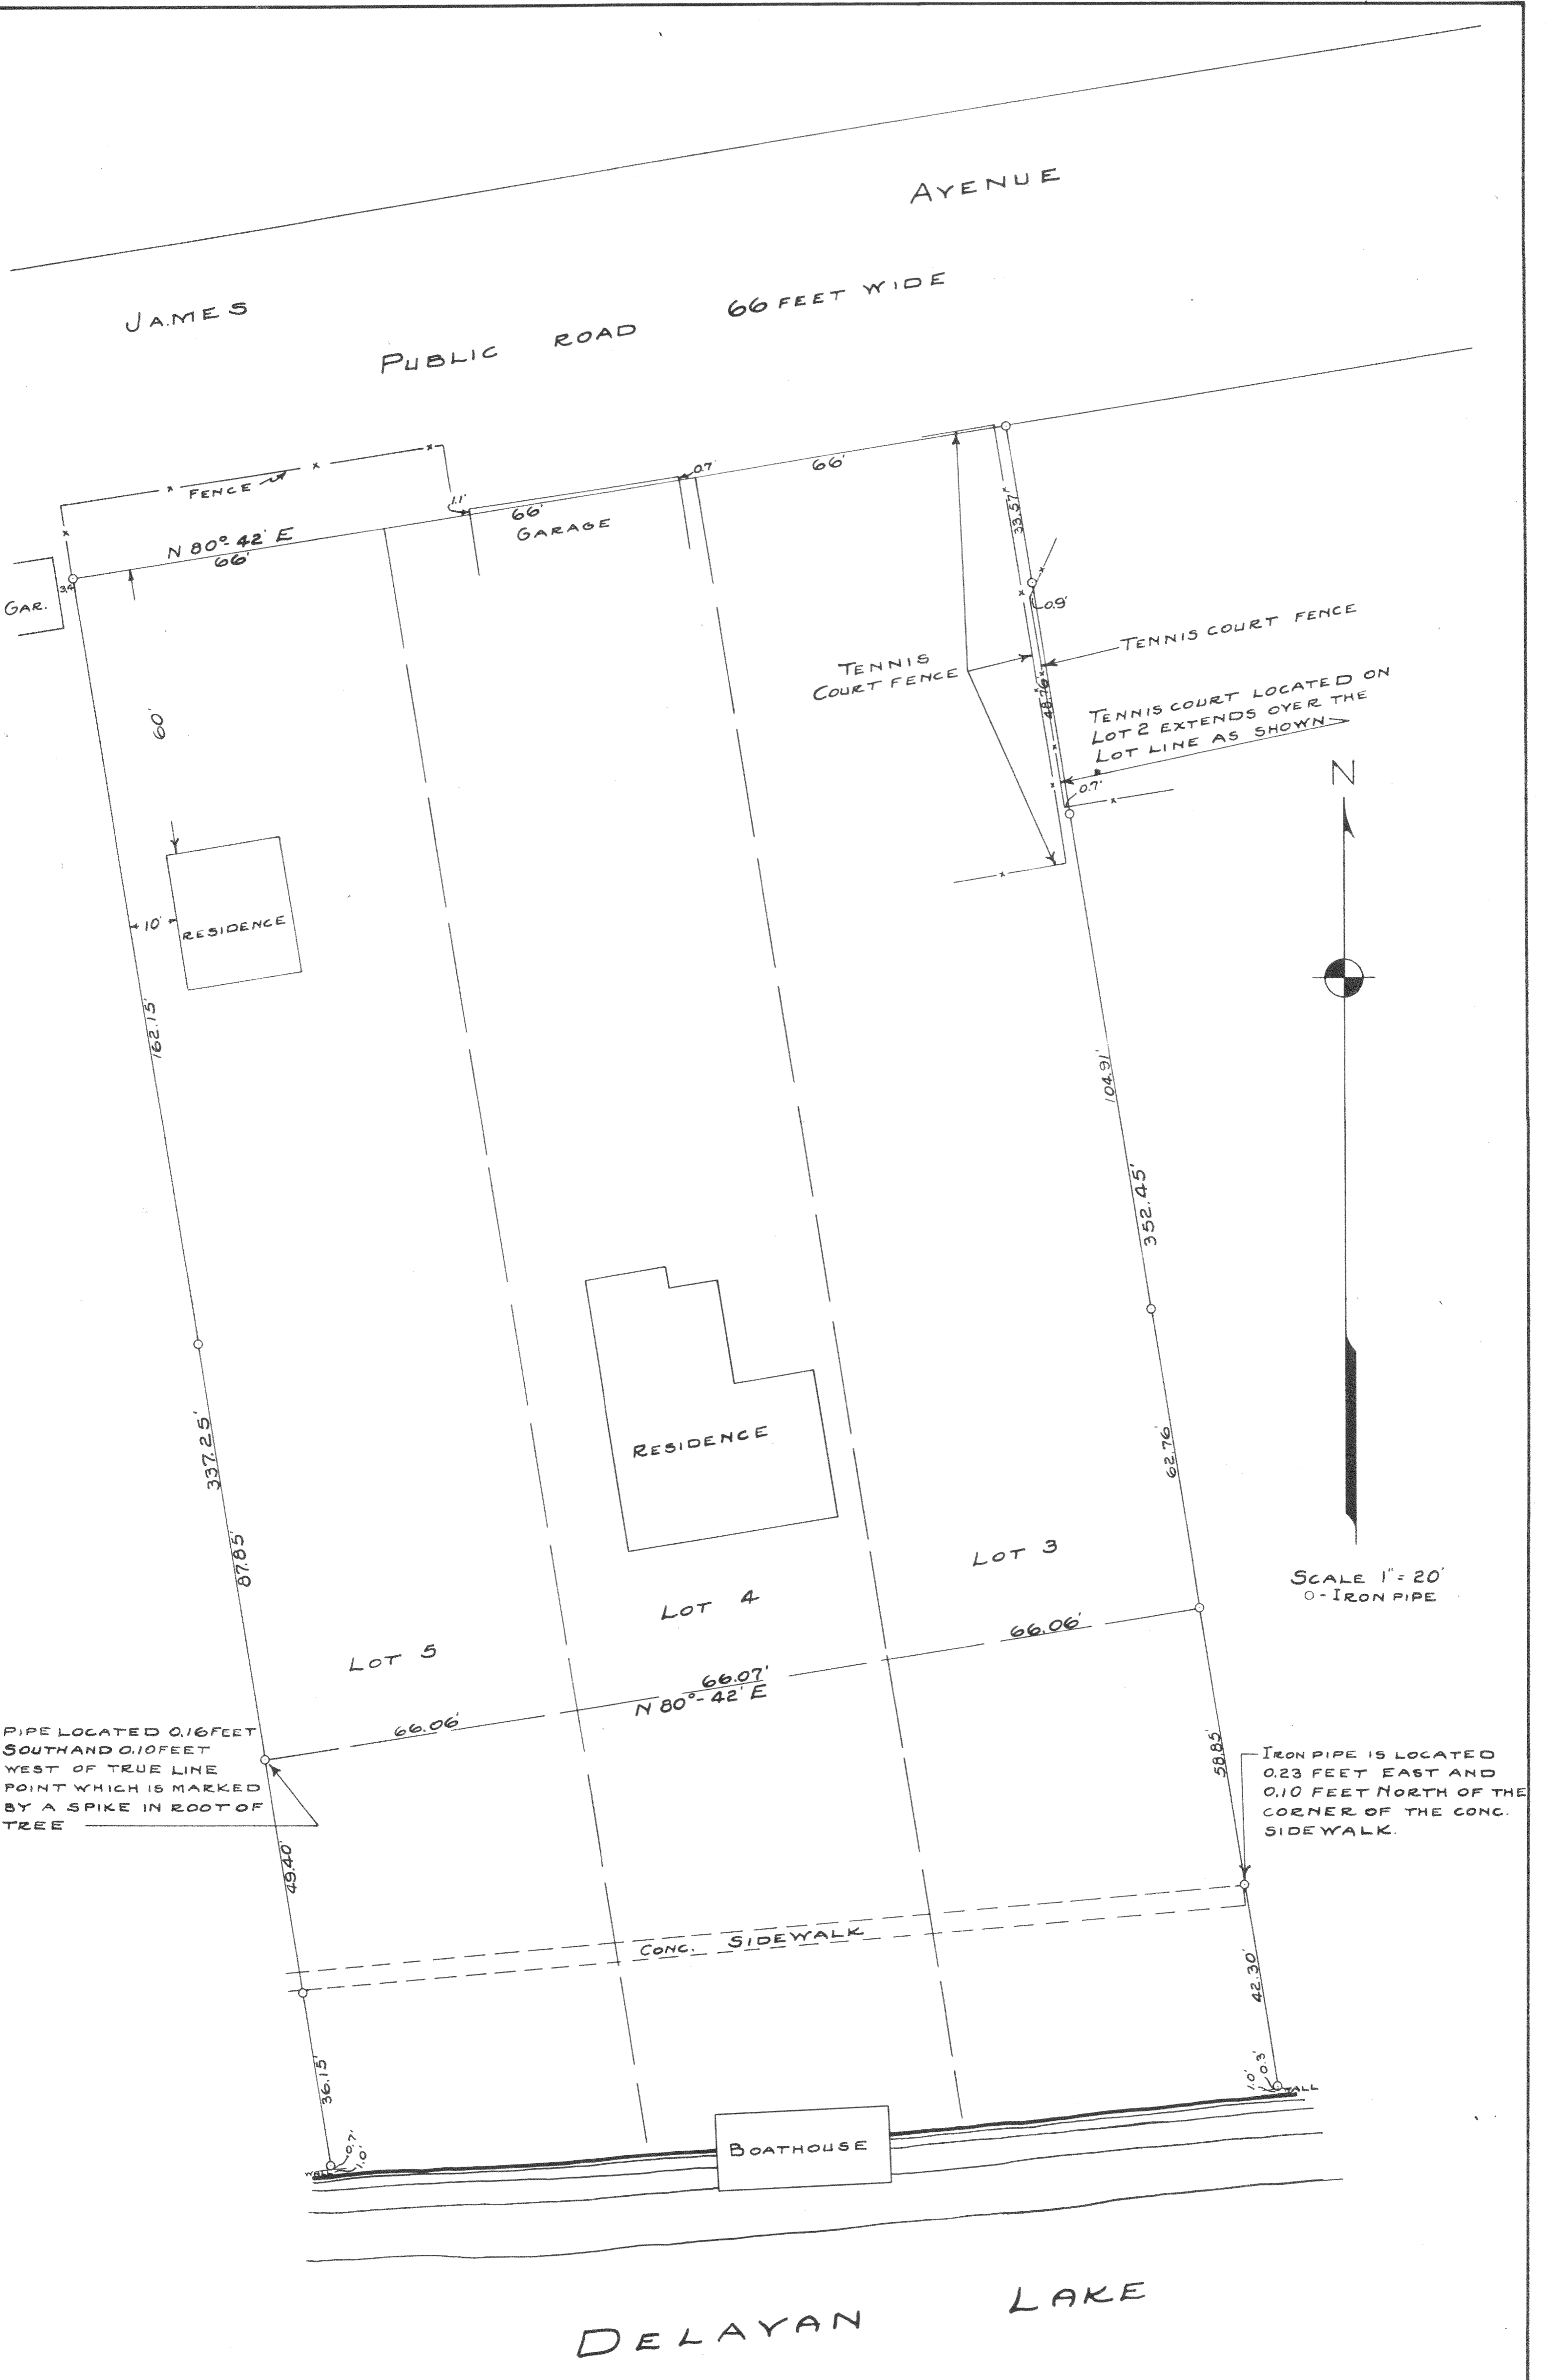 AVENUE
JAMES
PUBLIC ROAD 66 FEET WIDE
FENCE
1.1'
0.7'
66'
66'
GARAGE
N 80°-42' E
66'
3.4'
GAR.
33.57'
0.9'
60'
TENNIS
COURT FENCE
TENNIS COURT FENCE
48.76'
TENNIS COURT LOCATED ON
LOT 2 EXTENDS OVER THE
LOT LINE AS SHOWN
0.7'
N
10'
RESIDENCE
162.15'
104.91'
352.45'
337.25'
RESIDENCE
62.76'
87.85'
LOT 3
LOT 4
LOT 5
SCALE 1"= 20'
O-IRON PIPE
66.06'
66.07'
N 80°-42' E
66.06'
PIPE LOCATED 0.16 FEET
SOUTH AND 0.10 FEET
WEST OF TRUE LINE
POINT WHICH IS MARKED
BY A SPIKE IN ROOT OF
TREE
58.85'
IRON PIPE IS LOCATED
0.23 FEET EAST AND
0.10 FEET NORTH OF THE
CORNER OF THE CONC.
SIDEWALK.
49.40'
CONC. SIDEWALK
42.30'
36.15'
1.0'
0.3'
WALL
0.7'
1.0'
WALL
BOATHOUSE
DELAVAN LAKE